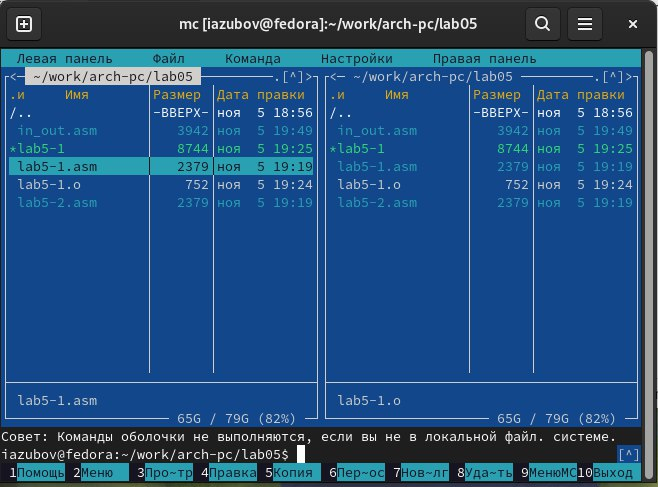 mc [iazubov@fedora]:~/work/arch-pc/lab05
Левая панель Файл Команда Настройки Правая панель
<— ~/work/arch-pc/lab05 .[^]> <— ~/work/arch-pc/lab05 .[^]>
.и Имя Размер Дата правки .и Имя Размер Дата правки
/.. -ВВЕРХ- ноя 5 18:56 /.. -ВВЕРХ- ноя 5 18:56
in_out.asm 3942 ноя 5 19:49 in_out.asm 3942 ноя 5 19:49
*lab5-1 8744 ноя 5 19:25 *lab5-1 8744 ноя 5 19:25
lab5-1.asm 2379 ноя 5 19:19 lab5-1.asm 2379 ноя 5 19:19
lab5-1.o 752 ноя 5 19:24 lab5-1.o 752 ноя 5 19:24
lab5-2.asm 2379 ноя 5 19:19 lab5-2.asm 2379 ноя 5 19:19
lab5-1.asm lab5-1.o
65G / 79G (82%) 65G / 79G (82%)
Совет: Команды оболочки не выполняются, если вы не в локальной файл. системе.
iazubov@fedora:~/work/arch-pc/lab05$ [^]
1Помощь 2Меню 3Про~тр 4Правка 5Копия 6Пер~ос 7Нов~лг 8Уда~ть 9МенюМС 10Выход